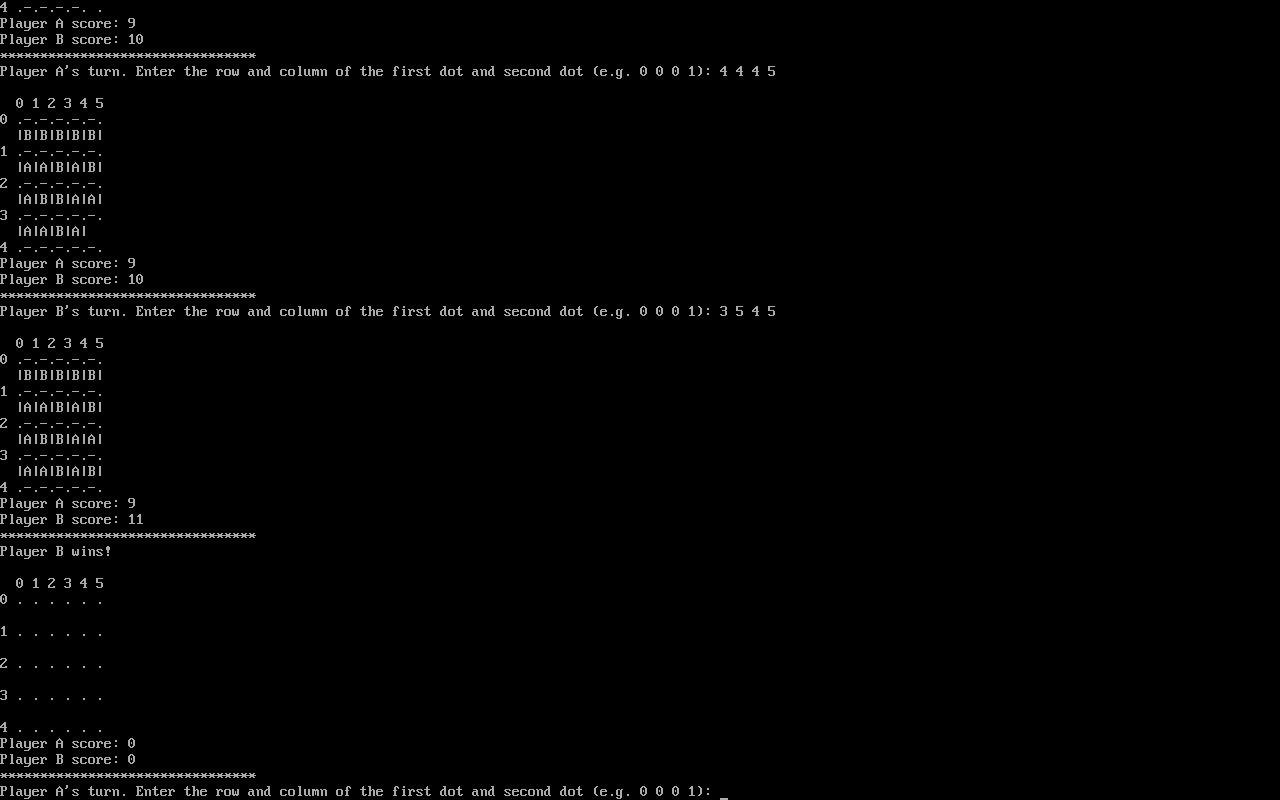 4 .-.-.-.-. .
Player A score: 9
Player B score: 10
********************************
Player A's turn. Enter the row and column of the first dot and second dot (e.g. 0 0 0 1): 4 4 4 5
  0 1 2 3 4 5
0 .-.-.-.-.-.
  |B|B|B|B|B|
1 .-.-.-.-.-.
  |A|A|B|A|B|
2 .-.-.-.-.-.
  |A|B|B|A|A|
3 .-.-.-.-.-.
  |A|A|B|A|
4 .-.-.-.-.-.
Player A score: 9
Player B score: 10
********************************
Player B's turn. Enter the row and column of the first dot and second dot (e.g. 0 0 0 1): 3 5 4 5
  0 1 2 3 4 5
0 .-.-.-.-.-.
  |B|B|B|B|B|
1 .-.-.-.-.-.
  |A|A|B|A|B|
2 .-.-.-.-.-.
  |A|B|B|A|A|
3 .-.-.-.-.-.
  |A|A|B|A|B|
4 .-.-.-.-.-.
Player A score: 9
Player B score: 11
********************************
Player B wins!
  0 1 2 3 4 5
0 . . . . . .
1 . . . . . .
2 . . . . . .
3 . . . . . .
4 . . . . . .
Player A score: 0
Player B score: 0
********************************
Player A's turn. Enter the row and column of the first dot and second dot (e.g. 0 0 0 1): _